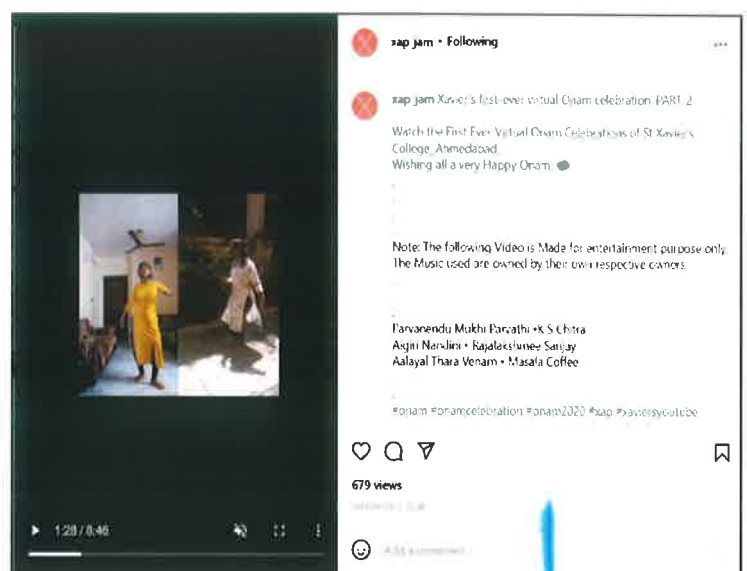 xap jam • Following
xap jam Xavier's first-ever virtual Onam celebration. PART 2
Watch the First Ever Virtual Onam Celebrations of St Xavier's
College, Ahmedabad.
Wishing all a very Happy Onam.
Note: The following Video is Made for entertainment purpose only.
The Music used are owned by their own respective owners.
Parvanendu Mukhi Parvathi • K S Chitra
Aigiri Nandini • Rajalakshmee Sanjay
Aalayal Thara Venam • Masala Coffee
#onam #onamcelebration #onam2020 #xap #xaviersyoutube
679 views
1:28 / 8:46
Add a comment...